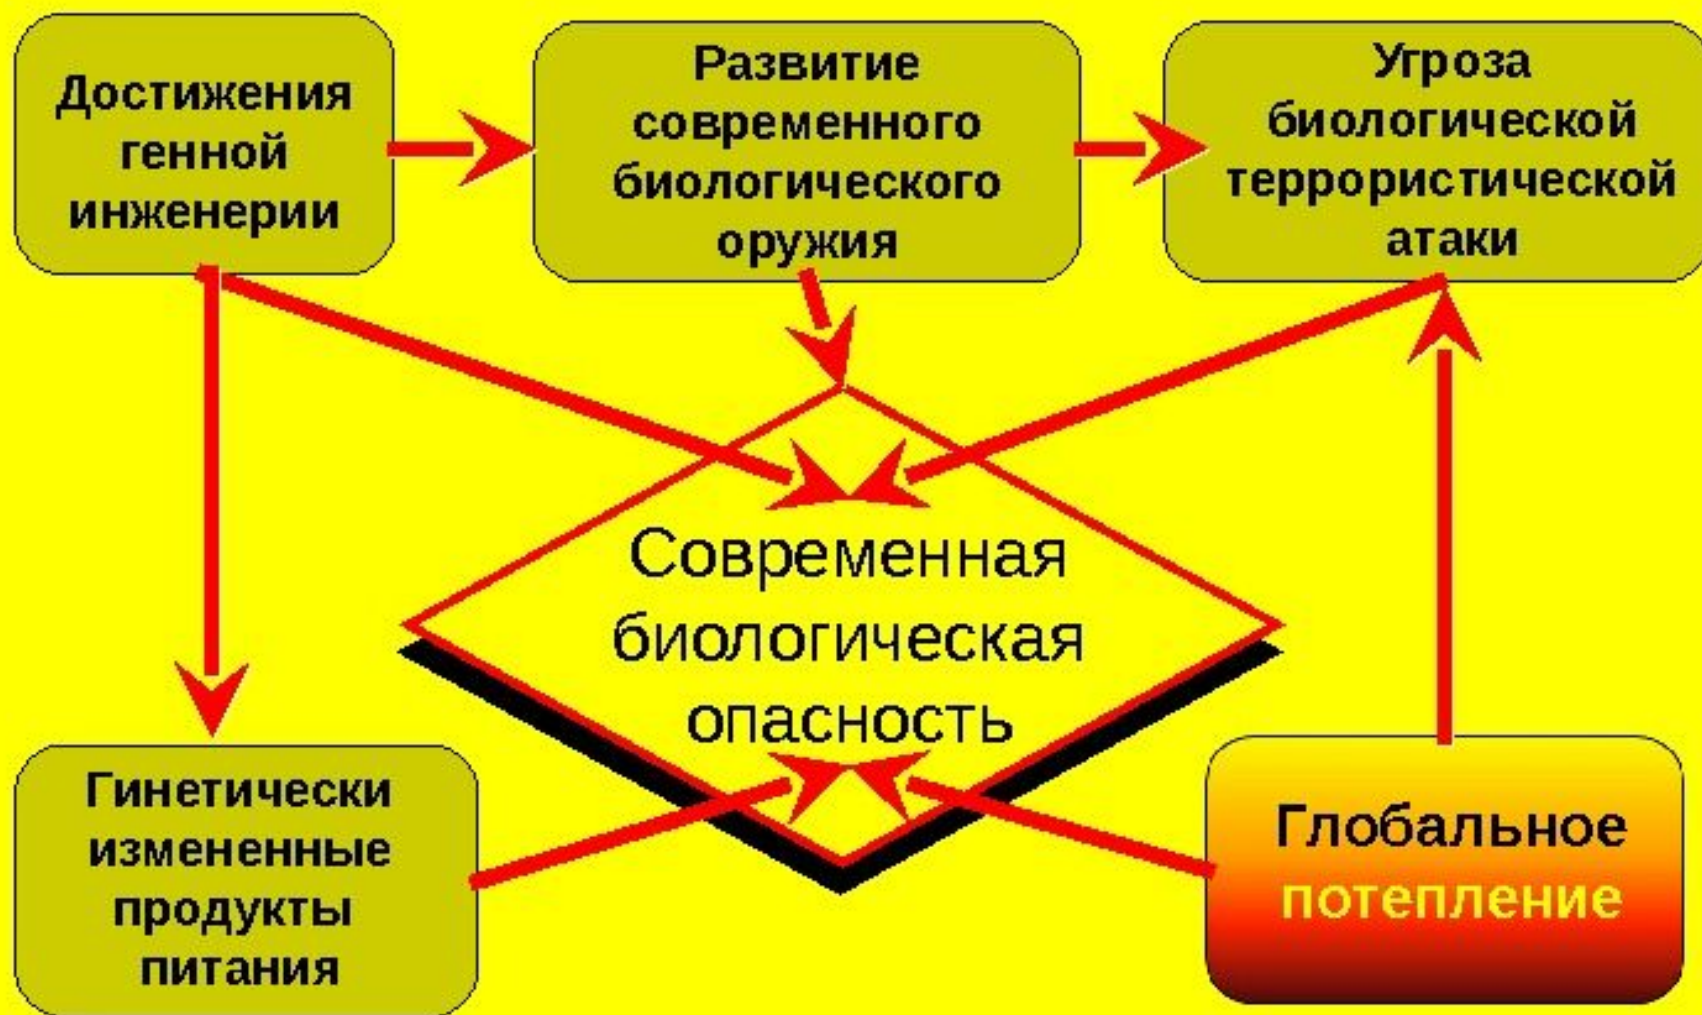 Достижения
генной
инженерии
Развитие
современного
биологического
оружия
Угроза
биологической
террористической
атаки
Современная
биологическая
опасность
Гинетически
измененные
продукты
питания
Глобальное
потепление